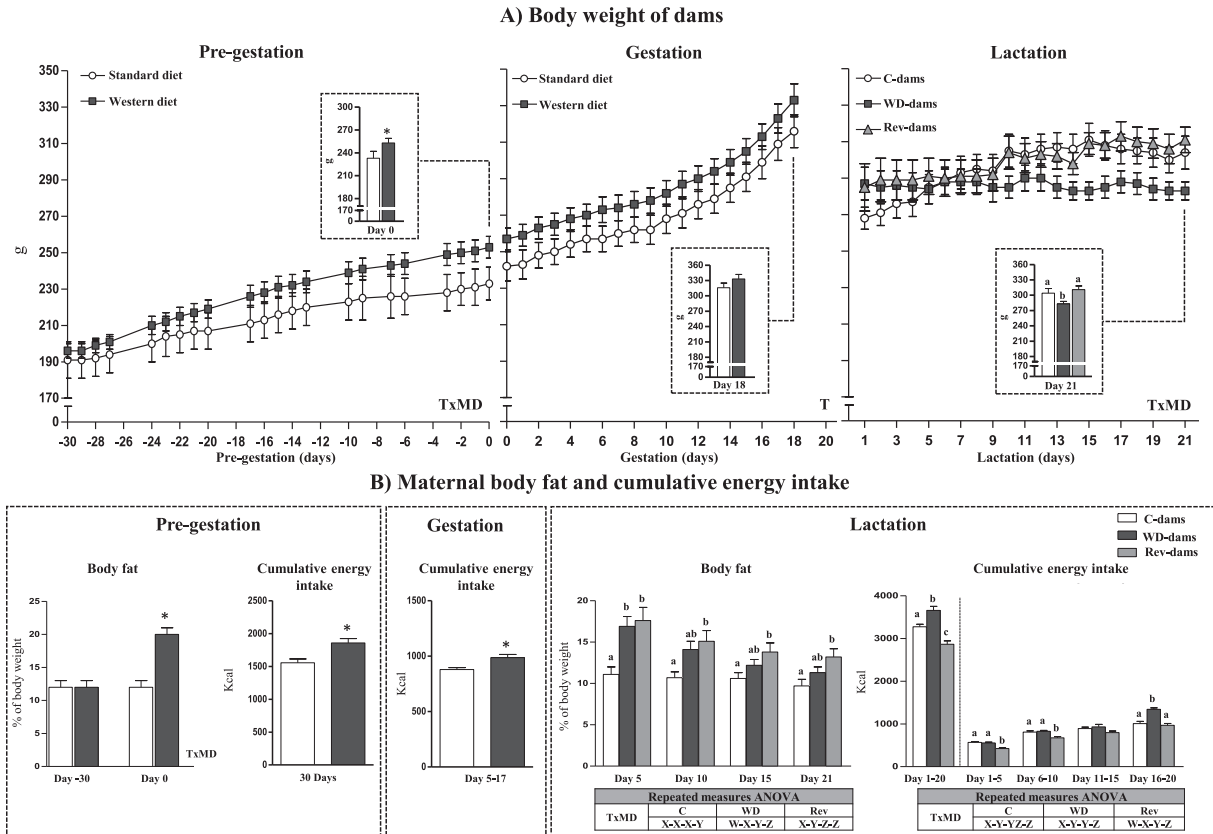 A) Body weight of dams
Pre-gestation
Gestation
Lactation
Standard diet
Western diet
Standard diet
Western diet
C-dams
WD-dams
Rev-dams
g
350
330
310
290
270
250
230
210
190
170
0
300
270
240
210
180
170
0
g
*
Day 0
360
330
300
270
240
210
180
170
0
g
Day 18
360
330
300
270
240
210
180
170
0
g
a b a
Day 21
TxMD
T
TxMD
-30 -28 -26 -24 -22 -20 -18 -16 -14 -12 -10 -8 -6 -4 -2 0
0 2 4 6 8 10 12 14 16 18 20
1 3 5 7 9 11 13 15 17 19 21
Pre-gestation (days)
Gestation (days)
Lactation (days)
B) Maternal body fat and cumulative energy intake
Pre-gestation
Gestation
Lactation
C-dams
WD-dams
Rev-dams
Body fat
% of body weight
25
20
15
10
5
0
*
TxMD
Day -30 Day 0
Cumulative energy
intake
Kcal
2500
2000
1500
1000
500
0
*
30 Days
Cumulative energy
intake
Kcal
1500
1200
900
600
300
0
*
Day 5-17
Body fat
% of body weight
20
15
10
5
0
a b b
a ab b
a ab b
a ab b
Day 5 Day 10 Day 15 Day 21
Repeated measures ANOVA
TxMD C WD Rev
X-X-X-Y W-X-Y-Z X-Y-Z-Z
Cumulative energy intake
Kcal
4000
3000
2000
1000
0
a b c
a a b
a a b
a b a
Day 1-20 Day 1-5 Day 6-10 Day 11-15 Day 16-20
Repeated measures ANOVA
TxMD C WD Rev
X-Y-YZ-Z X-Y-Y-Z W-X-Y-Z